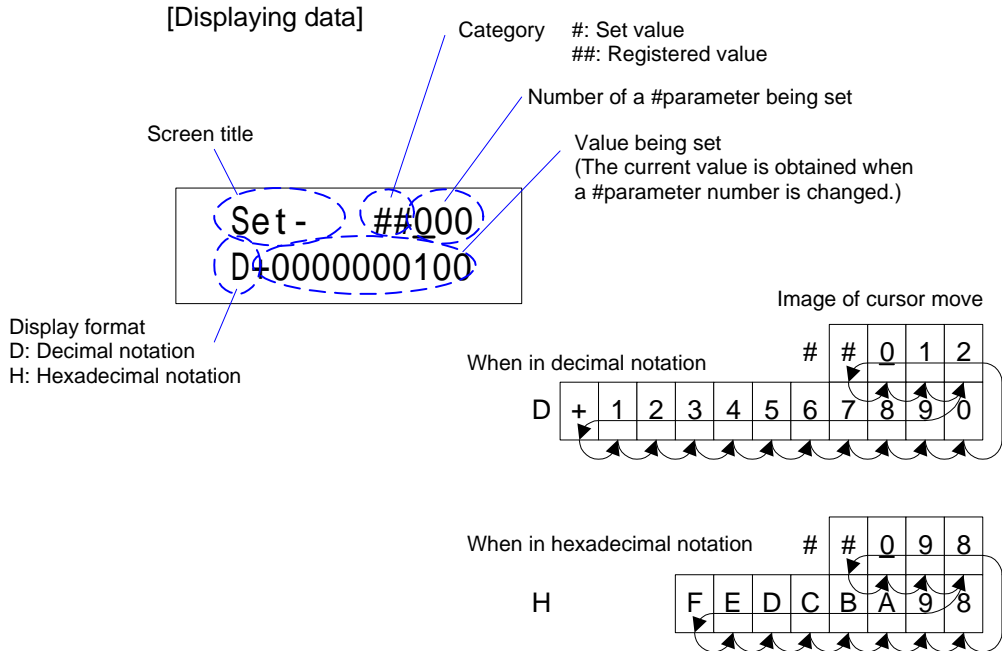 [Displaying data]
Category #: Set value
##: Registered value
Number of a #parameter being set
Screen title
Value being set
(The current value is obtained when
a #parameter number is changed.)
Set- ##000
D+0000000100
Display format
D: Decimal notation
H: Hexadecimal notation
Image of cursor move
When in decimal notation # # 0 1 2
D + 1 2 3 4 5 6 7 8 9 0
When in hexadecimal notation # # 0 9 8
H F E D C B A 9 8